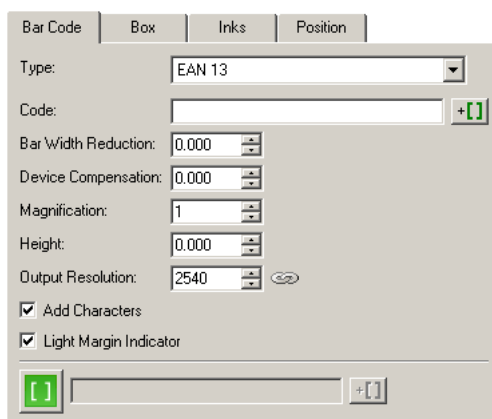 Bar Code Box Inks Position
Type: EAN 13
Code: +[]
Bar Width Reduction: 0.000
Device Compensation: 0.000
Magnification: 1
Height: 0.000
Output Resolution: 2540
Add Characters
Light Margin Indicator
[] +[]